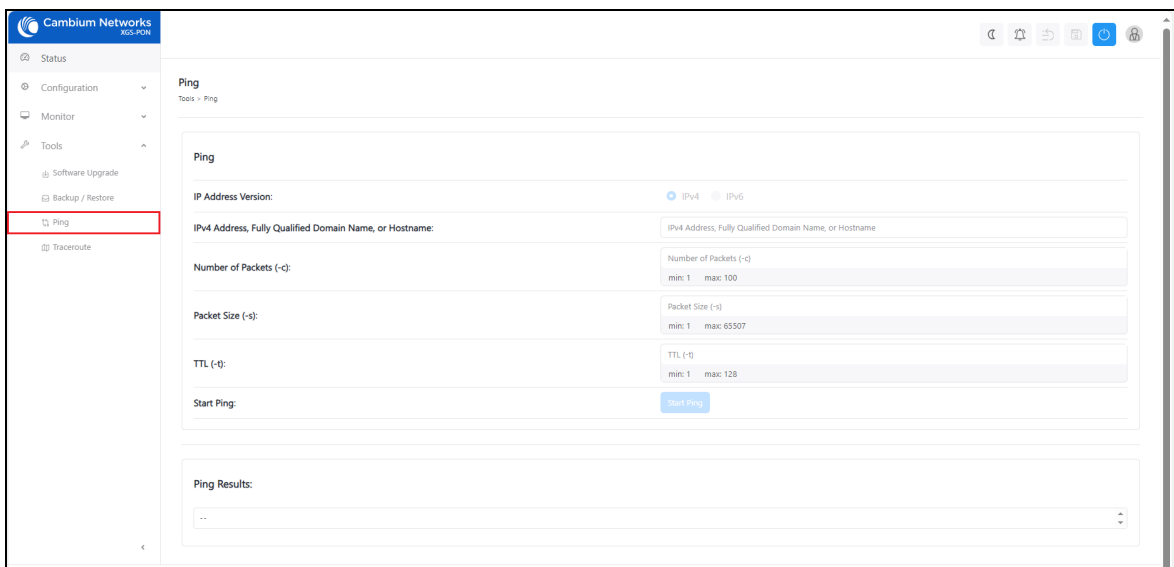 Cambium Networks
XGS-PON
Status
Configuration
Monitor
Tools
Software Upgrade
Backup / Restore
Ping
Traceroute
Ping
Tools > Ping
Ping
IP Address Version:
IPv4 IPv6
IPv4 Address, Fully Qualified Domain Name, or Hostname:
IPv4 Address, Fully Qualified Domain Name, or Hostname
Number of Packets (-c):
Number of Packets (-c)
min: 1 max: 100
Packet Size (-s):
Packet Size (-s)
min: 1 max: 65507
TTL (-t):
TTL (-t)
min: 1 max: 128
Start Ping:
Start Ping
Ping Results:
--